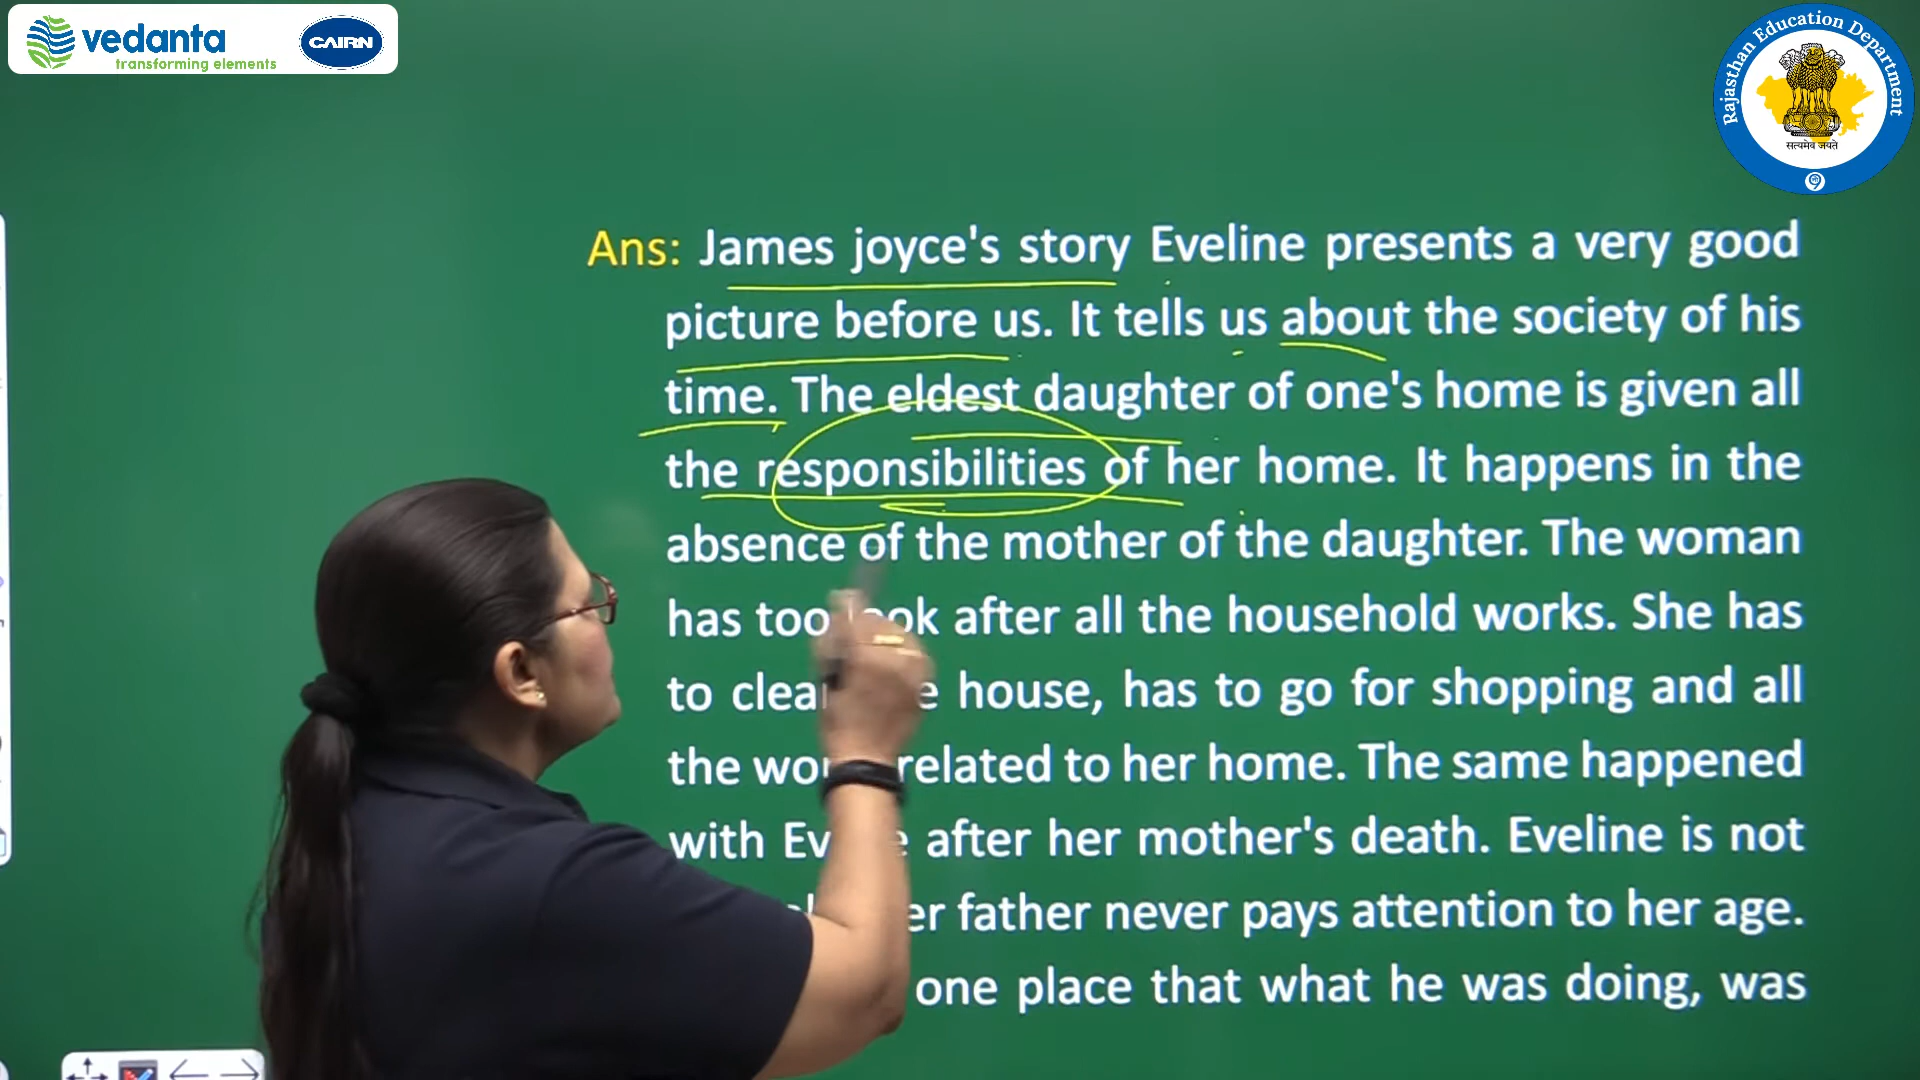 vedanta
transforming elements
CAIRN
Rajasthan Education Department
सत्यमेव जयते
Ans: James joyce's story Eveline presents a very good
picture before us. It tells us about the society of his
time. The eldest daughter of one's home is given all
the responsibilities of her home. It happens in the
absence of the mother of the daughter. The woman
has too ook after all the household works. She has
to clea e house, has to go for shopping and all
the wo related to her home. The same happened
with Ev e after her mother's death. Eveline is not
er father never pays attention to her age.
one place that what he was doing, was